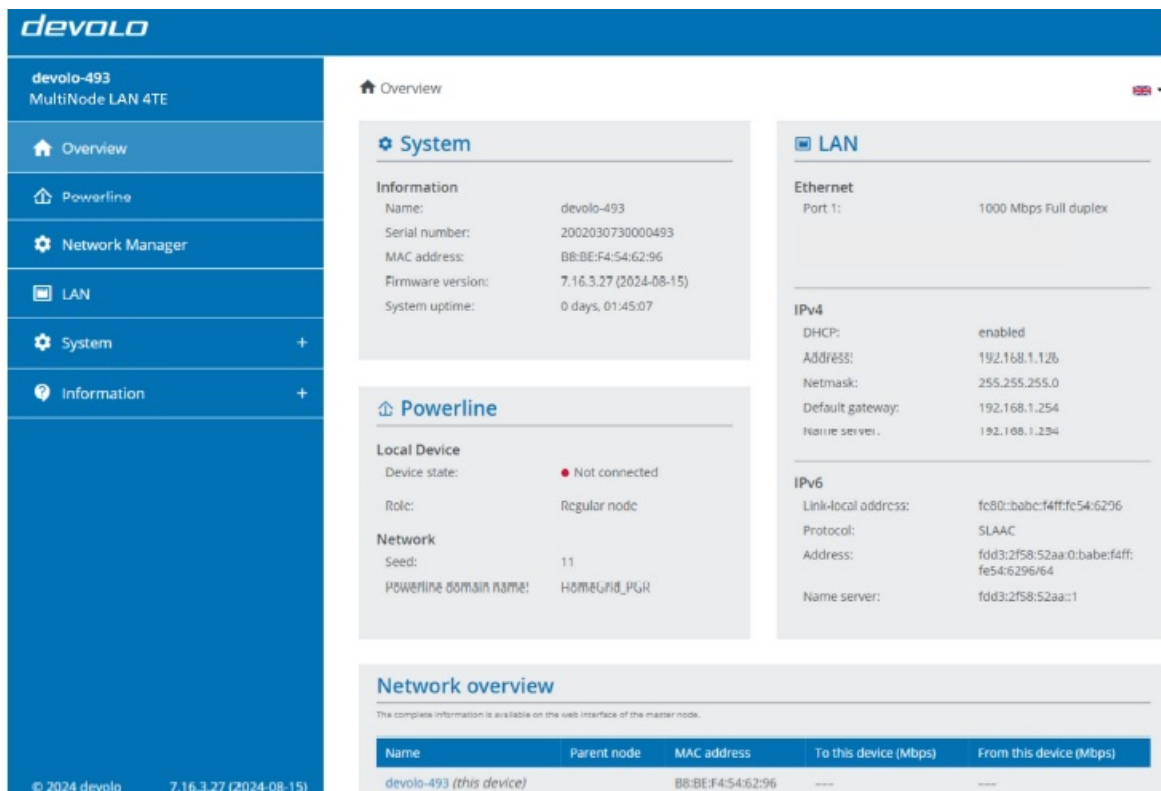 devolo
devolo-493
MultiNode LAN 4TE
Overview
Powerline
Network Manager
LAN
System +
Information +
© 2024 devolo 7.16.3.27 (2024-08-15)
Overview
System
Information
Name: devolo-493
Serial number: 2002030730000493
MAC address: B8:BE:F4:54:62:96
Firmware version: 7.16.3.27 (2024-08-15)
System uptime: 0 days, 01:45:07
Powerline
Local Device
Device state: Not connected
Role: Regular node
Network
Seed: 11
Powerline domain name: HomeGrid_PGR
LAN
Ethernet
Port 1: 1000 Mbps Full duplex
IPv4
DHCP: enabled
Address: 192.168.1.126
Netmask: 255.255.255.0
Default gateway: 192.168.1.254
Name server: 192.168.1.254
IPv6
Link-local address: fe80::babe:f4ff:fe54:6296
Protocol: SLAAC
Address: fdd3:2f58:52aa:0:babe:f4ff:
fe54:6296/64
Name server: fdd3:2f58:52aa::1
Network overview
The complete information is available on the web interface of the master node.
Name Parent node MAC address To this device (Mbps) From this device (Mbps)
devolo-493 (this device) B8:BE:F4:54:62:96 ---- ----